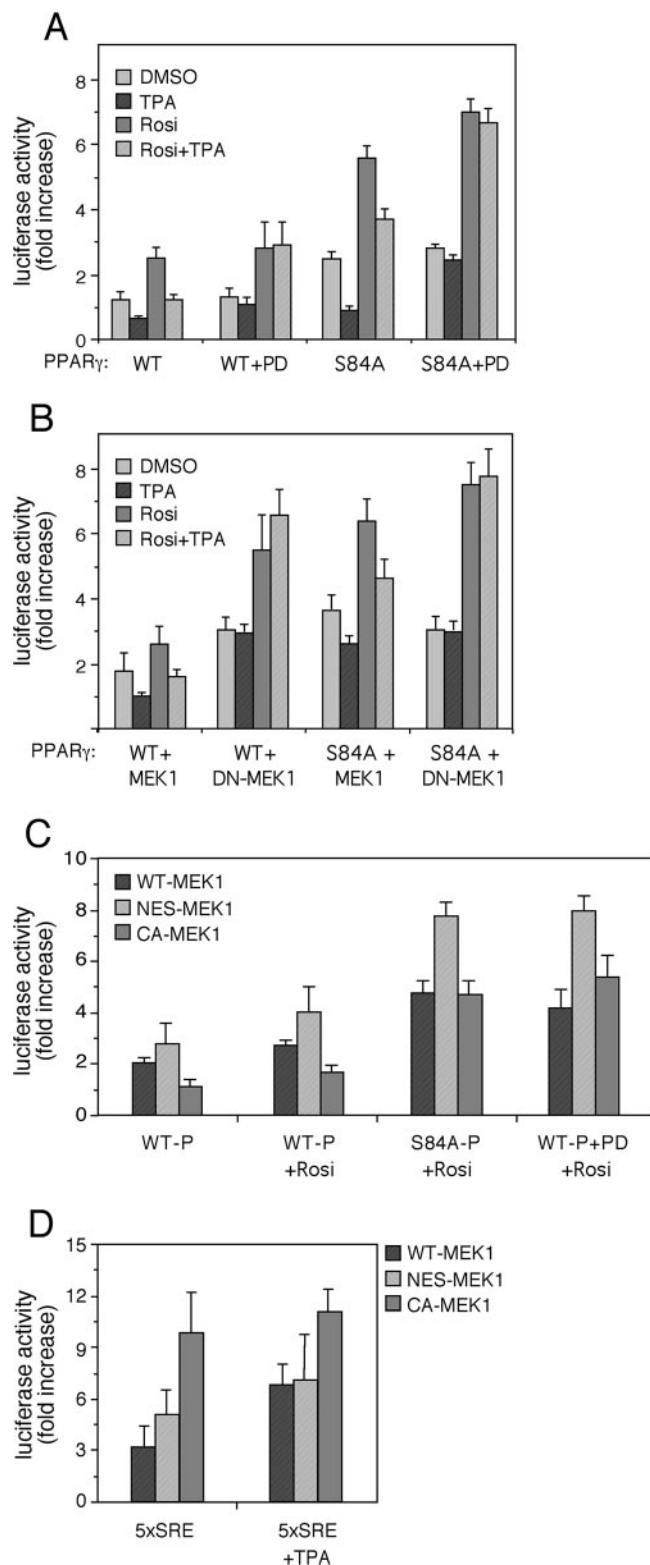 A
luciferase activity
(fold increase)
8
6
4
2
0
DMSO
TPA
Rosi
Rosi+TPA
PPARγ: WT WT+PD S84A S84A+PD
B
luciferase activity
(fold increase)
8
6
4
2
DMSO
TPA
Rosi
Rosi+TPA
PPARγ: WT+ WT+ S84A + S84A +
MEK1 DN-MEK1 MEK1 DN-MEK1
C
luciferase activity
(fold increase)
10
8
6
4
2
0
WT-MEK1
NES-MEK1
CA-MEK1
WT-P WT-P S84A-P WT-P+PD
+Rosi +Rosi +Rosi
D
luciferase activity
(fold increase)
15
12
9
6
3
0
WT-MEK1
NES-MEK1
CA-MEK1
5xSRE 5xSRE
+TPA